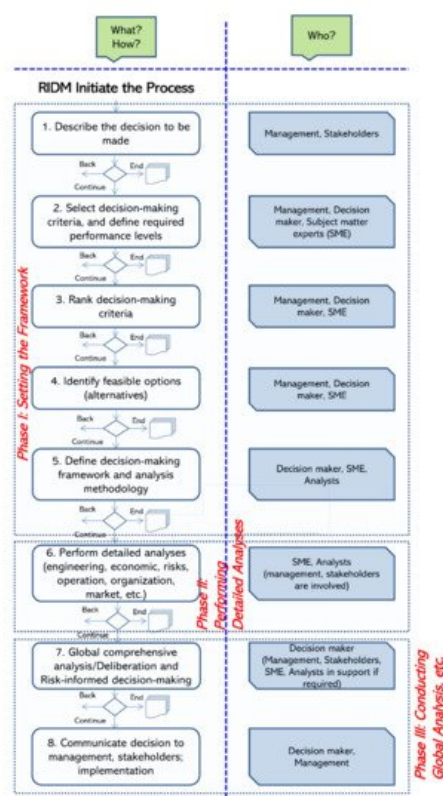 What?
How?
Who?
RIDM Initiate the Process
1. Describe the decision to be
made
Management, Stakeholders
Back
End
Continue
2. Select decision-making
criteria, and define required
performance levels
Management, Decision
maker, Subject matter
experts (SME)
Back
End
Continue
3. Rank decision-making
criteria
Management, Decision
maker, SME
Back
End
Continue
4. Identify feasible options
(alternatives)
Management, Decision
maker, SME
Back
End
Continue
5. Define decision-making
framework and analysis
methodology
Decision maker, SME,
Analysts
Back
End
Continue
Phase I: Setting the Framework
6. Perform detailed analyses
(engineering, economic, risks,
operation, organization,
market, etc.)
SME, Analysts
(management, stakeholders
are involved)
Back
End
Continue
Phase II:
Performing
Detailed Analyses
7. Global comprehensive
analysis/Deliberation and
Risk-informed decision-making
Decision maker
(Management, Stakeholders,
SME, Analysts in support if
required)
Back
End
Continue
8. Communicate decision to
management, stakeholders;
implementation
Decision maker,
Management
Phase III: Conducting
Global Analysis, etc.